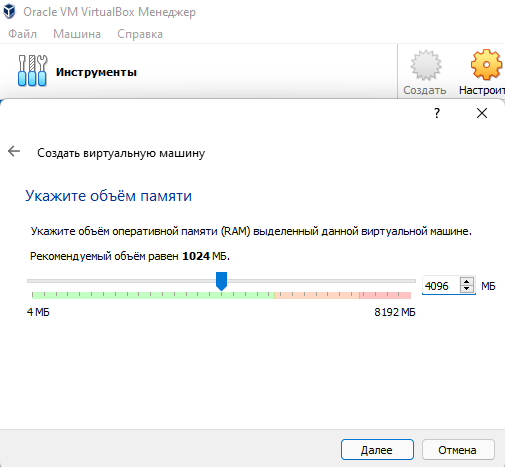 Oracle VM VirtualBox Менеджер
Файл Машина Справка
Инструменты
Создать Настроит
?
Создать виртуальную машину
Укажите объём памяти
Укажите объём оперативной памяти (RAM) выделенный данной виртуальной машине.
Рекомендуемый объём равен 1024 МБ.
4096 МБ
4 МБ 8192 МБ
Далее Отмена